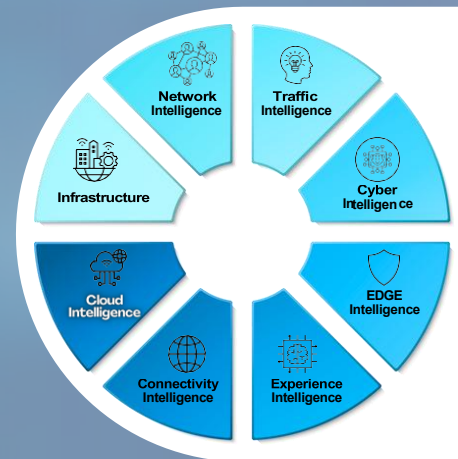 Network
Intelligence
Traffic
Intelligence
Infrastructure
Cyber
Intelligence
Cloud
Intelligence
EDGE
Intelligence
Connectivity
Intelligence
Experience
Intelligence